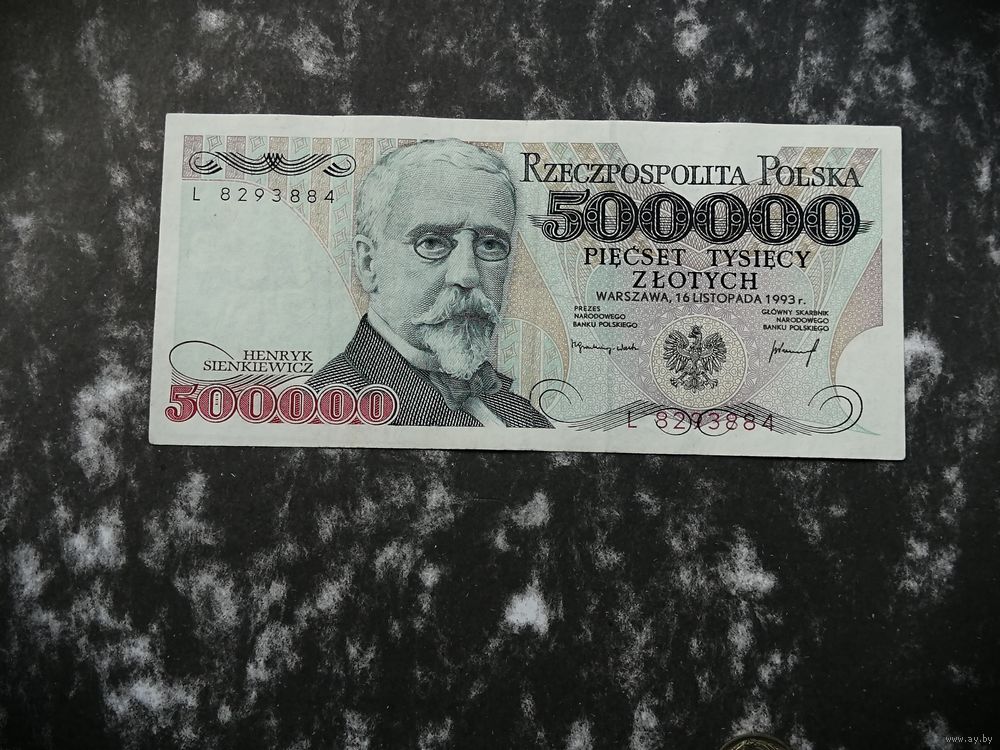 RZECZPOSPOLITA POLSKA
L 8293884
500000
PIĘĆSET TYSIĘCY
ZŁOTYCH
WARSZAWA, 16 LISTOPADA 1993 r.
PREZES
NARODOWEGO
BANKU POLSKIEGO
GŁÓWNY SKARBNIK
NARODOWEGO
BANKU POLSKIEGO
HENRYK
SIENKIEWICZ
500000
L 8293884
www.ay.by